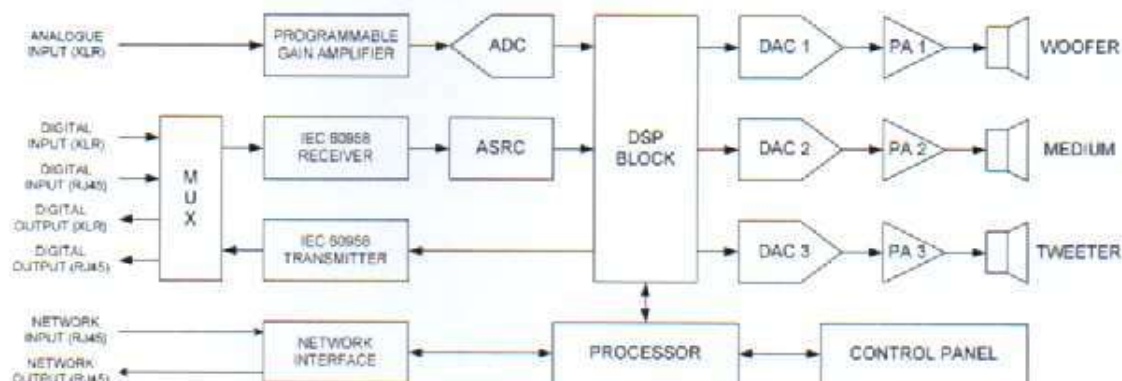 ANALOGUE
INPUT (XLR)
PROGRAMMABLE
GAIN AMPLIFIER
ADC
DAC 1
PA 1
WOOFER
DIGITAL
INPUT (XLR)
DIGITAL
INPUT (RJ45)
DIGITAL
OUTPUT (XLR)
DIGITAL
OUTPUT (RJ45)
M
U
X
IEC 60958
RECEIVER
ASRC
DSP
BLOCK
DAC 2
PA 2
MEDIUM
IEC 60958
TRANSMITTER
DAC 3
PA 3
TWEETER
NETWORK
INPUT (RJ45)
NETWORK
OUTPUT (RJ45)
NETWORK
INTERFACE
PROCESSOR
CONTROL PANEL